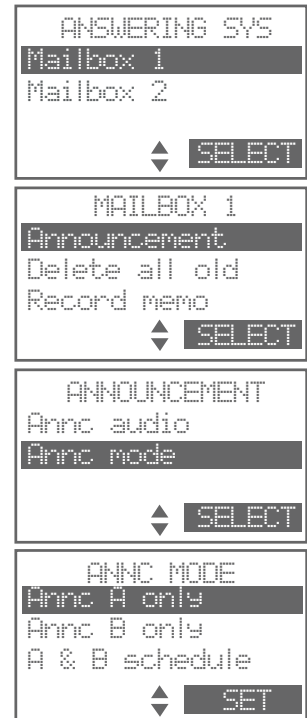 ANSWERING SYS
Mailbox 1
Mailbox 2
SELECT
MAILBOX 1
Announcement
Delete all old
Record memo
SELECT
ANNOUNCEMENT
Annc audio
Annc mode
SELECT
ANNC MODE
Annc A only
Annc B only
A & B schedule
SET